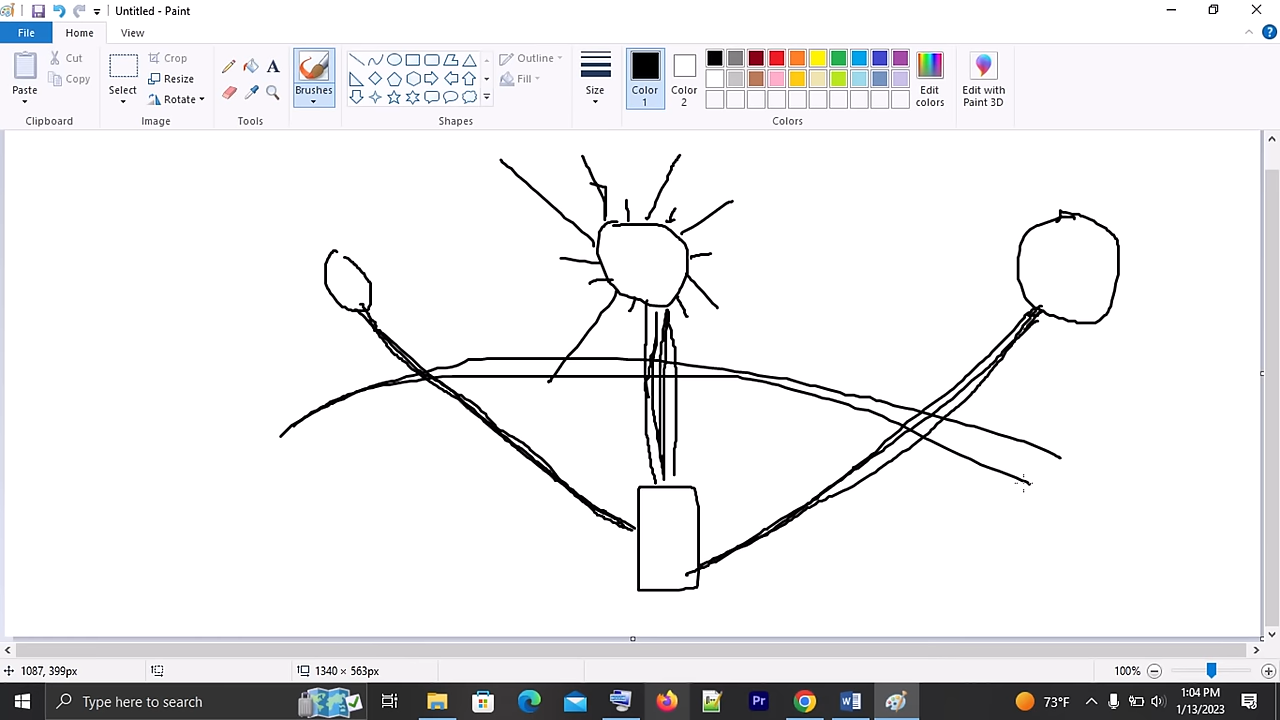 Untitled - Paint
File
Home
View
Paste
Cut
Copy
Clipboard
Select
Crop
Resize
Rotate
Image
A
Tools
Brushes
Shapes
Outline
Fill
Size
Color 1
Color 2
Edit colors
Colors
Edit with Paint 3D
1087, 399px
1340 × 563px
100%
Type here to search
Pr
73°F
1:04 PM
1/13/2023